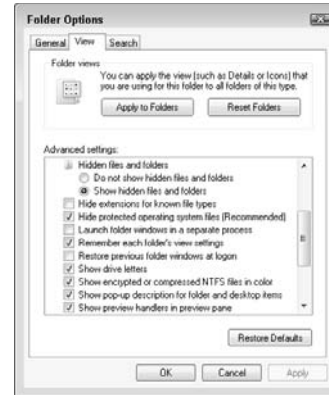 Folder Options
General View Search
Folder views
You can apply the view (such as Details or Icons) that
you are using for this folder to all folders of this type.
Apply to Folders Reset Folders
Advanced settings:
Hidden files and folders
Do not show hidden files and folders
Show hidden files and folders
Hide extensions for known file types
Hide protected operating system files (Recommended)
Launch folder windows in a separate process
Remember each folder's view settings
Restore previous folder windows at logon
Show drive letters
Show encrypted or compressed NTFS files in color
Show pop-up description for folder and desktop items
Show preview handlers in preview pane
Restore Defaults
OK Cancel Apply